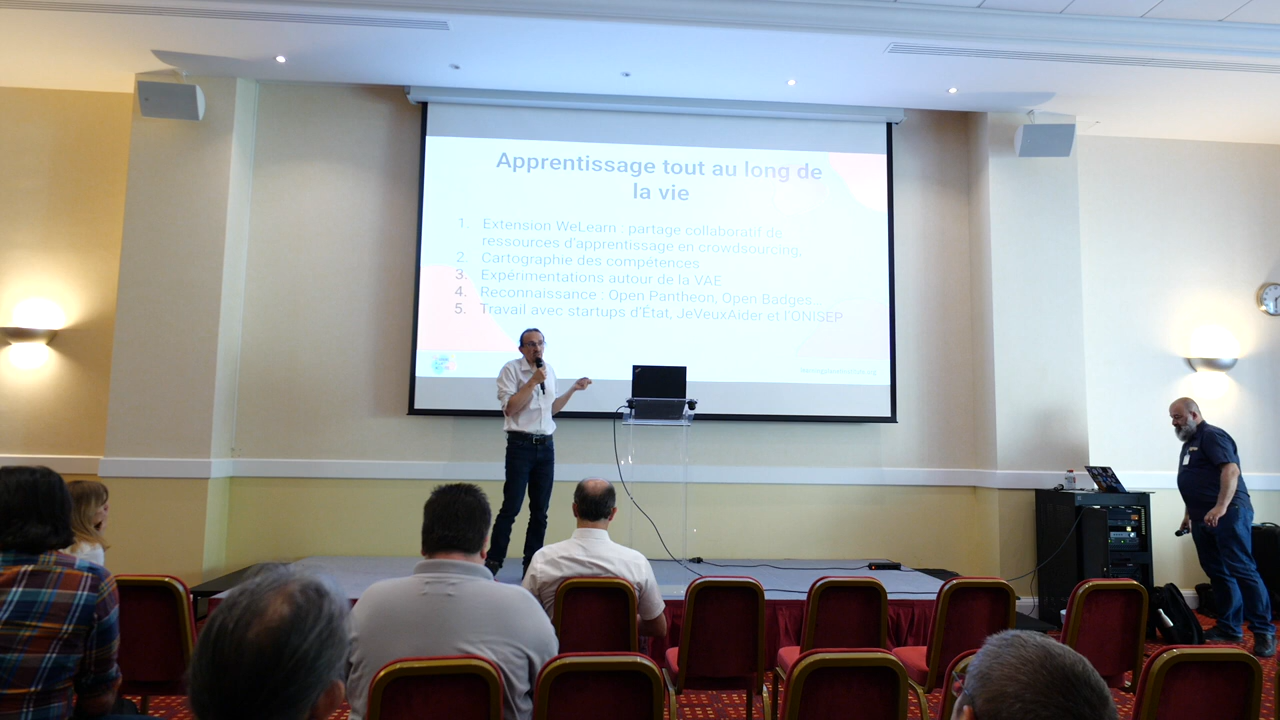 Apprentissage tout au long de
la vie
1. Extension WeLearn : partage collaboratif de
ressources d'apprentissage en crowdsourcing,
2. Cartographie des compétences
3. Expérimentations autour de la VAE
4. Reconnaissance : Open Pantheon, Open Badges...
5. Travail avec startups d'État, JeVeuxAider et l'ONISEP